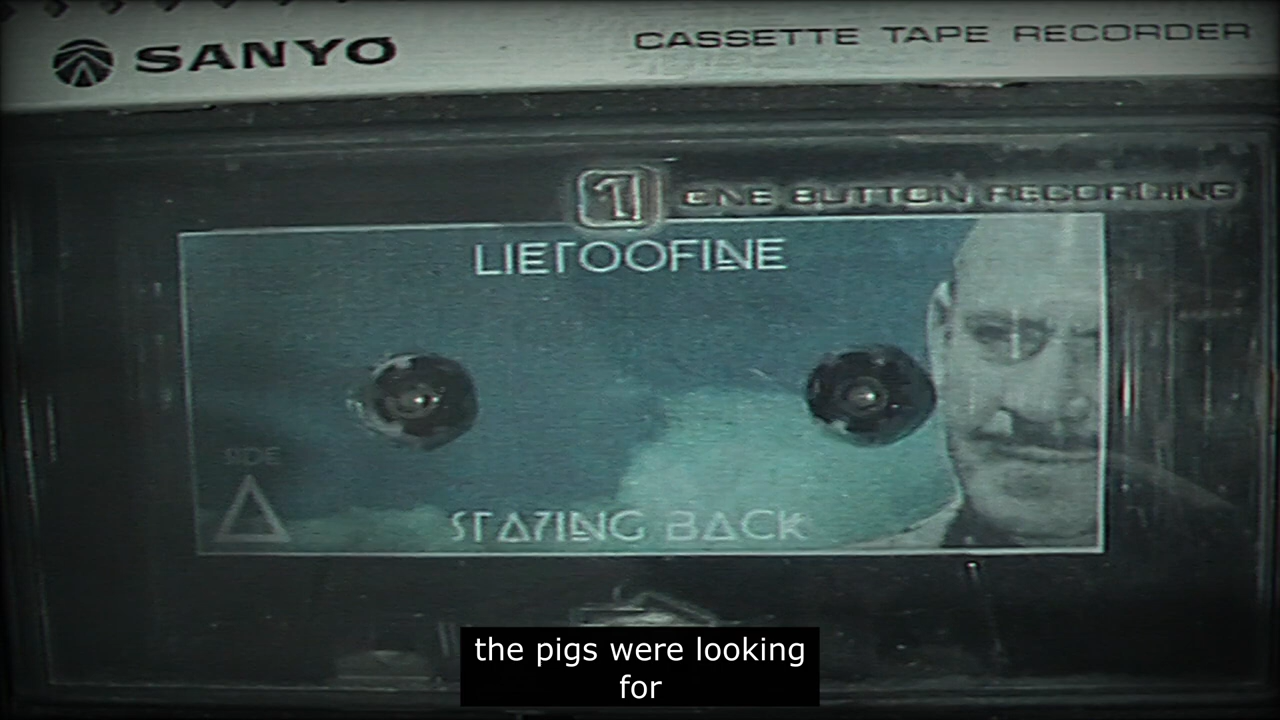 SANYO
CASSETTE TAPE RECORDER
1 ONE BUTTON RECORDING
LIETOOFINE
SIDE
A
STAYING BACK
the pigs were looking
for